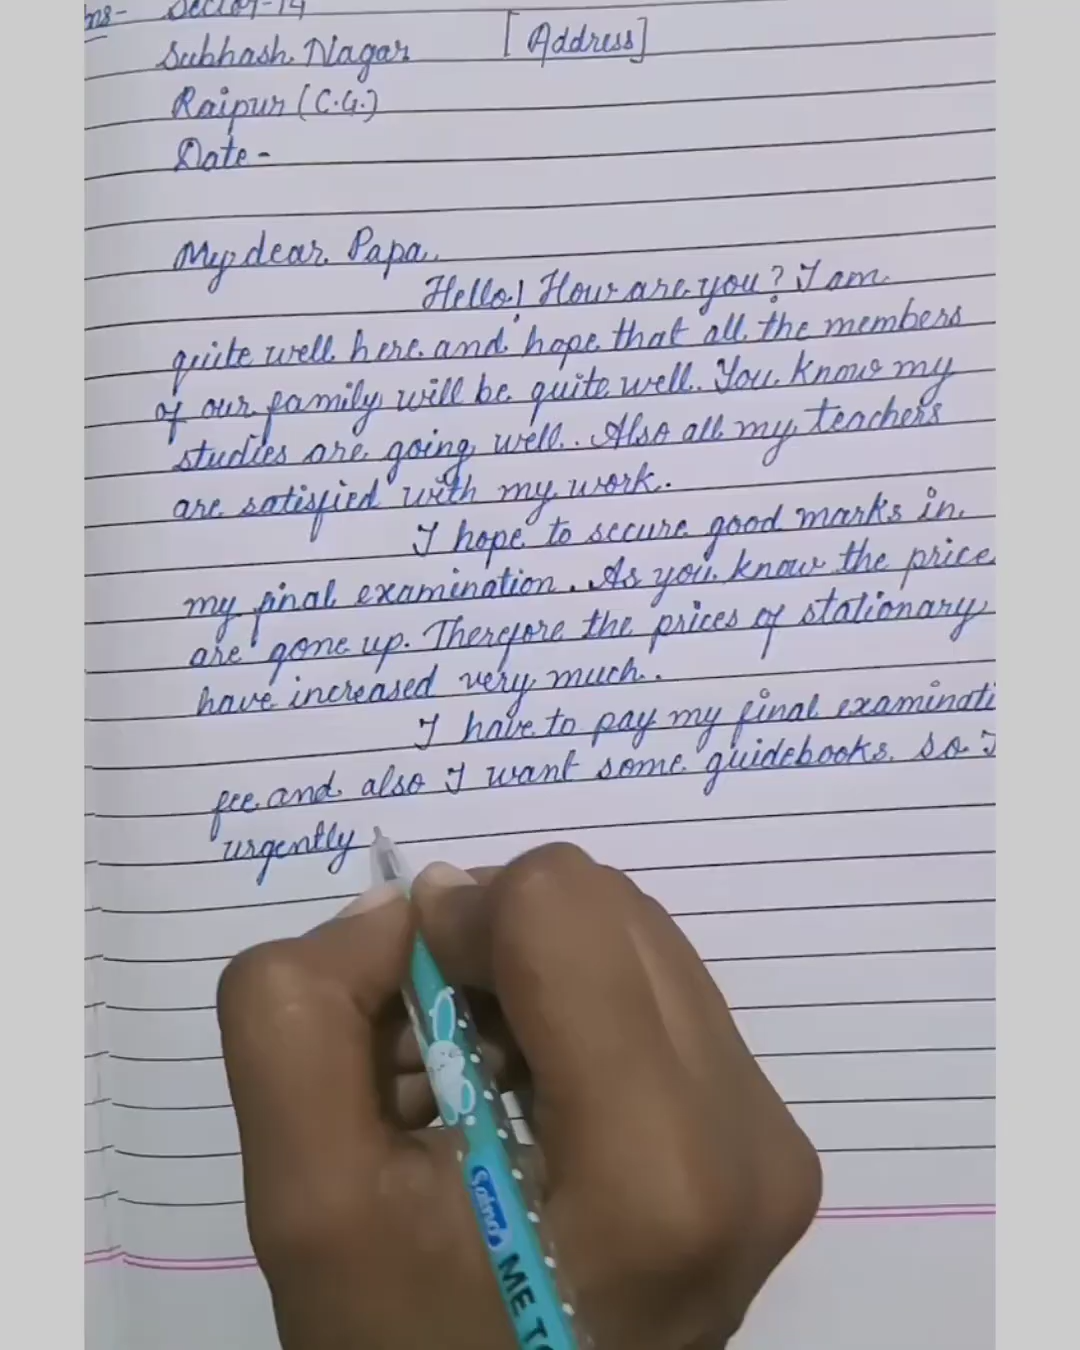 Ans- Sector-14
Subhash Nagar [Address]
Raipur (C.G.)
Date -
My dear Papa,
Hello! How are you? I am
quite well here and hope that all the members
of our family will be quite well. You know my
studies are going well. Also all my teachers
are satisfied with my work.
I hope to secure good marks in
my final examination. As you know the price
are gone up. Therefore the prices of stationary
have increased very much.
I have to pay my final examinati
fee and also I want some guidebooks. So I
urgently
ME TO